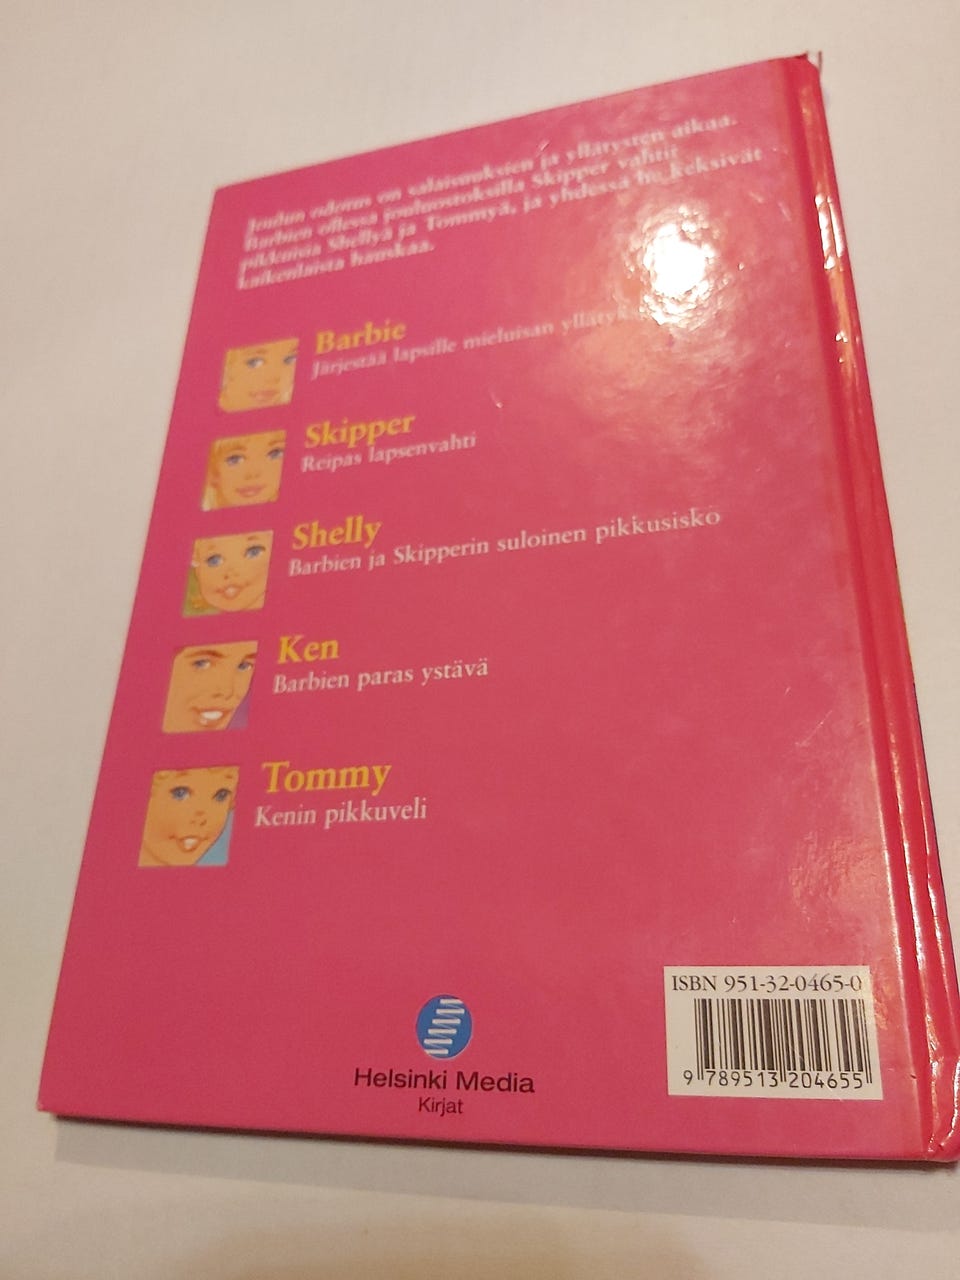 Joulun odotus on salaisuuksien ja yllätysten aikaa.
Barbien ollessa jouluostoksilla Skipper vahtii
pikkuisia Shellyä ja Tommyä, ja yhdessä he keksivät
kaikenlaista hauskaa.
Barbie
Järjestää lapsille mieluisan
Skipper
Reipas lapsenvahti
Shelly
Barbien ja Skipperin suloinen pikkusisko
Ken
Barbien paras ystävä
Tommy
Kenin pikkuveli
ISBN 951-32-0465-0
9 789513 204655
Helsinki Media
Kirjat